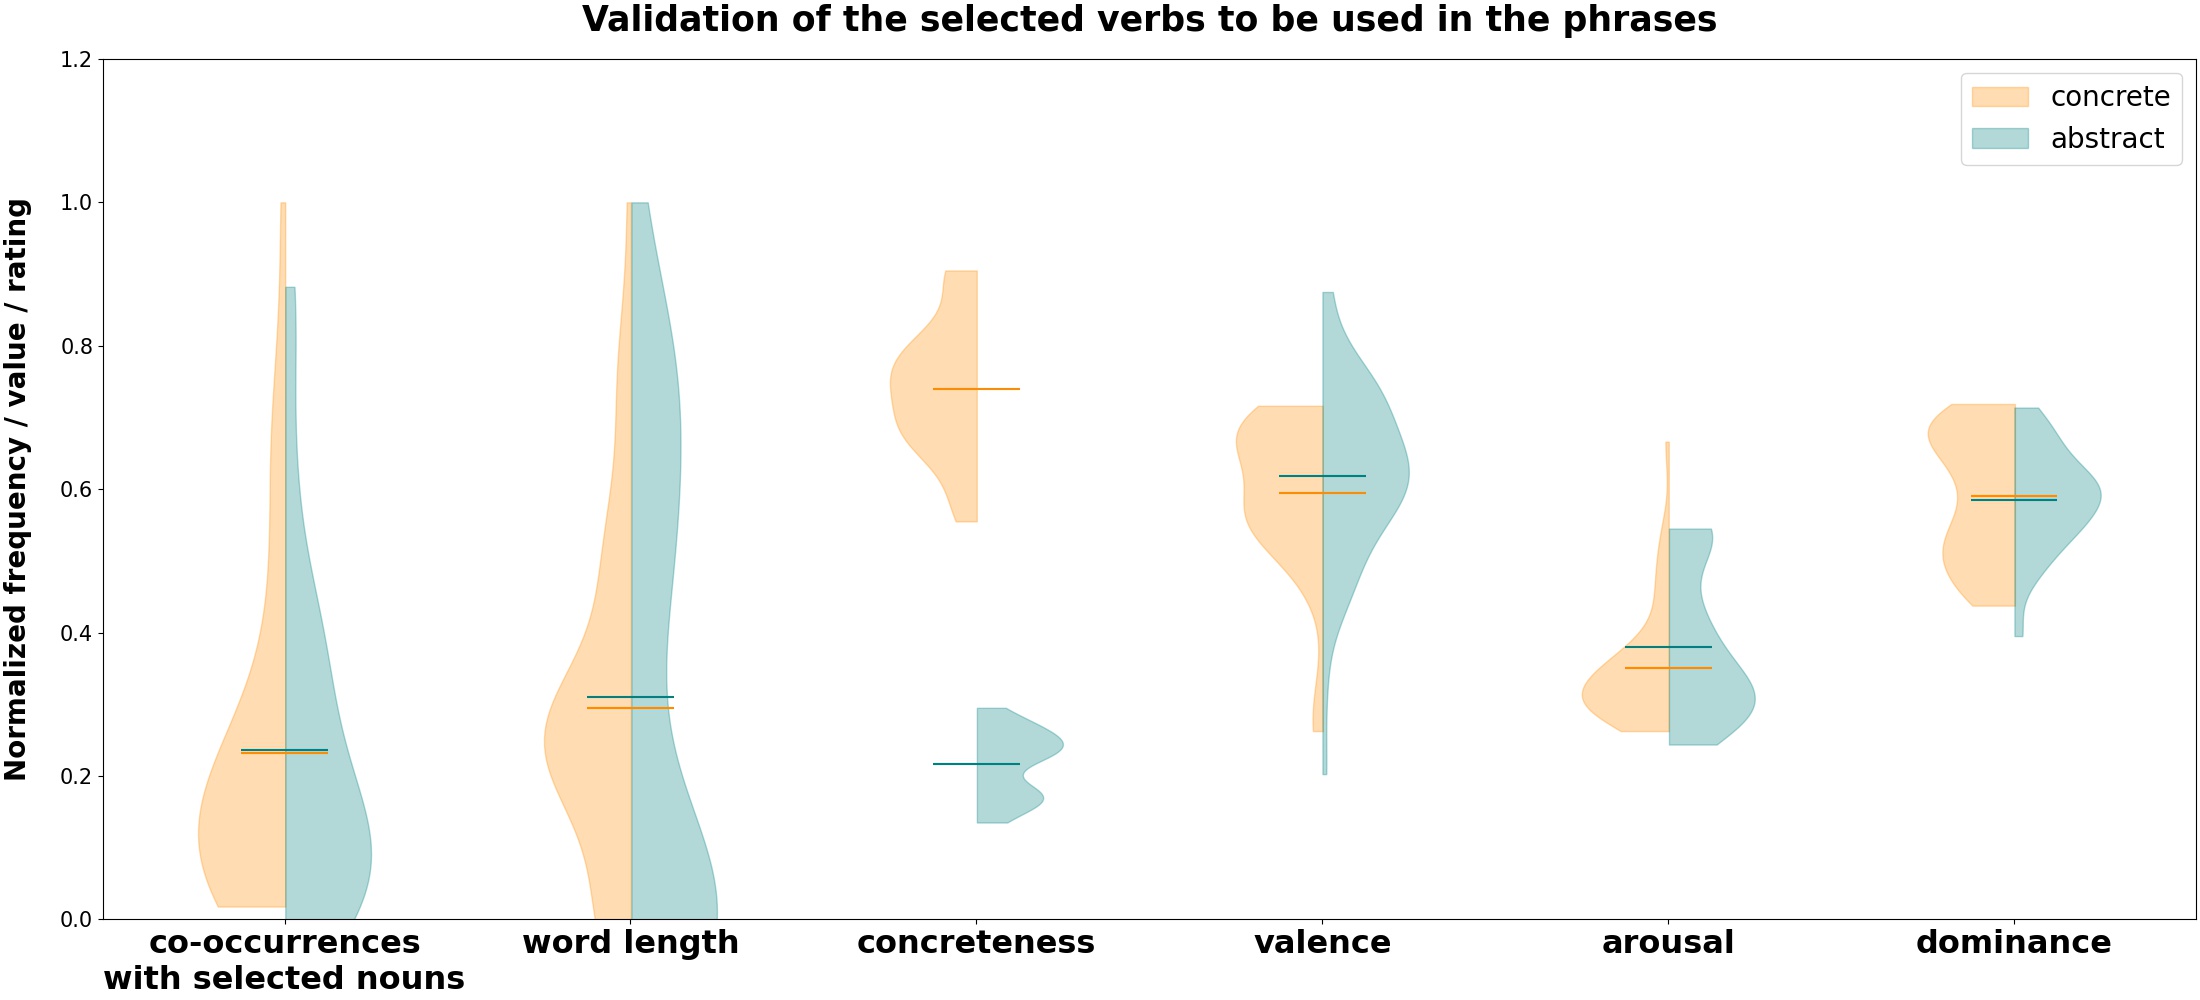 Validation of the selected verbs to be used in the phrases
Normalized frequency / value / rating
1.2
1.0
0.8
0.6
0.4
0.2
0.0
concrete
abstract
co-occurrences
with selected nouns
word length
concreteness
valence
arousal
dominance